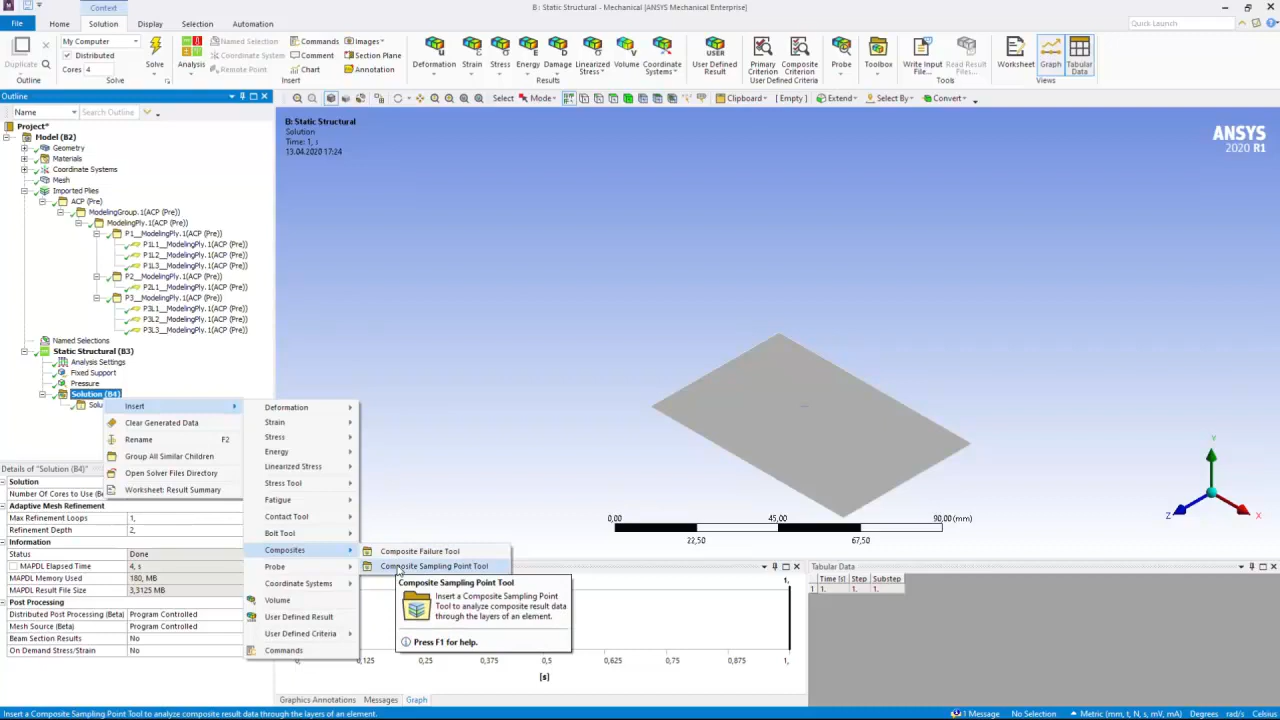 Context
B : Static Structural - Mechanical [ANSYS Mechanical Enterprise]
File
Home
Solution
Display
Selection
Automation
Quick Launch
Duplicate
Outline
My Computer
Distributed
Cores 4
Solve
Solve
Analysis
Named Selection
Coordinate System
Remote Point
Commands
Comment
Chart
Images
Section Plane
Annotation
Insert
Deformation
Strain
Stress
Energy
Damage
Linearized Stress
Volume
Coordinate Systems
Results
User Defined Result
Primary Criterion
Composite Criterion
User Defined Criteria
Probe
Toolbox
Write Input File...
Read Result Files...
Tools
Worksheet
Graph
Tabular Data
Views
Outline
Select
Mode
Clipboard
[ Empty ]
Extend
Select By
Convert
Name
Search Outline
Project*
Model (B2)
Geometry
Materials
Coordinate Systems
Mesh
Imported Plies
ACP (Pre)
ModelingGroup.1(ACP (Pre))
ModelingPly.1(ACP (Pre))
P1__ModelingPly.1(ACP (Pre))
P1L1__ModelingPly.1(ACP (Pre))
P1L2__ModelingPly.1(ACP (Pre))
P1L3__ModelingPly.1(ACP (Pre))
P2__ModelingPly.1(ACP (Pre))
P2L1__ModelingPly.1(ACP (Pre))
P3__ModelingPly.1(ACP (Pre))
P3L1__ModelingPly.1(ACP (Pre))
P3L2__ModelingPly.1(ACP (Pre))
P3L3__ModelingPly.1(ACP (Pre))
Named Selections
Static Structural (B3)
Analysis Settings
Fixed Support
Pressure
Solution (B4)
Solu
B: Static Structural
Solution
Time: 1, s
13.04.2020 17:24
ANSYS
2020 R1
Insert
Clear Generated Data
Rename F2
Group All Similar Children
Open Solver Files Directory
Worksheet: Result Summary
Deformation
Strain
Stress
Energy
Linearized Stress
Stress Tool
Fatigue
Contact Tool
Bolt Tool
Composites
Probe
Coordinate Systems
Volume
User Defined Result
User Defined Criteria
Commands
Composite Failure Tool
Composite Sampling Point Tool
Composite Sampling Point Tool
Insert a Composite Sampling Point
Tool to analyze composite result data
through the layers of an element.
Press F1 for help.
Details of "Solution (B4)"
Solution
Number Of Cores to Use (Be
Adaptive Mesh Refinement
Max Refinement Loops 1,
Refinement Depth 2,
Information
Status Done
MAPDL Elapsed Time 4, s
MAPDL Memory Used 180, MB
MAPDL Result File Size 3,3125 MB
Post Processing
Distributed Post Processing (Beta) Program Controlled
Mesh Source (Beta) Program Controlled
Beam Section Results No
On Demand Stress/Strain No
0,00 45,00 90,00 (mm)
22,50 67,50
Y
Z
X
1,
0, 0,125 0,25 0,375 0,5 0,625 0,75 0,875 1,
[s]
Graphics Annotations
Messages
Graph
Tabular Data
Time [s] Step Substep
1 1. 1. 1.
Insert a Composite Sampling Point Tool to analyze composite result data through the layers of an element.
1 Message
No Selection
Metric (mm, t, N, s, mV, mA)
Degrees
rad/s
Celsius